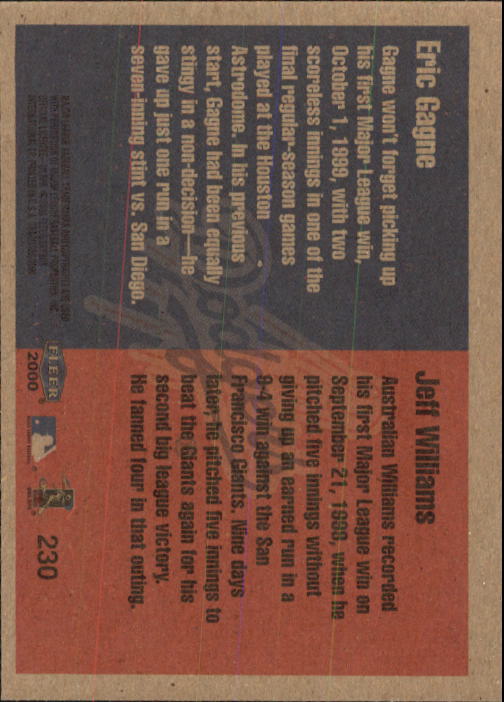 Eric Gagne
Gagne won't forget picking up
his first Major League win,
October 1, 1999, with two
scoreless innings in one of the
final regular-season games
played at the Houston
Astrodome. In his previous
start, Gagne had been equally
stingy in a non-decision—he
gave up just one run in a
seven-inning stint vs. San Diego.
Jeff Williams
Australian Williams recorded
his first Major League win on
September 21, 1999, when he
pitched five innings without
giving up an earned run in a
9-4 win against the San
Francisco Giants. Nine days
later, he pitched five innings to
beat the Giants again for his
second big league victory.
He fanned four in that outing.
Dodgers
FLEER
2000
230